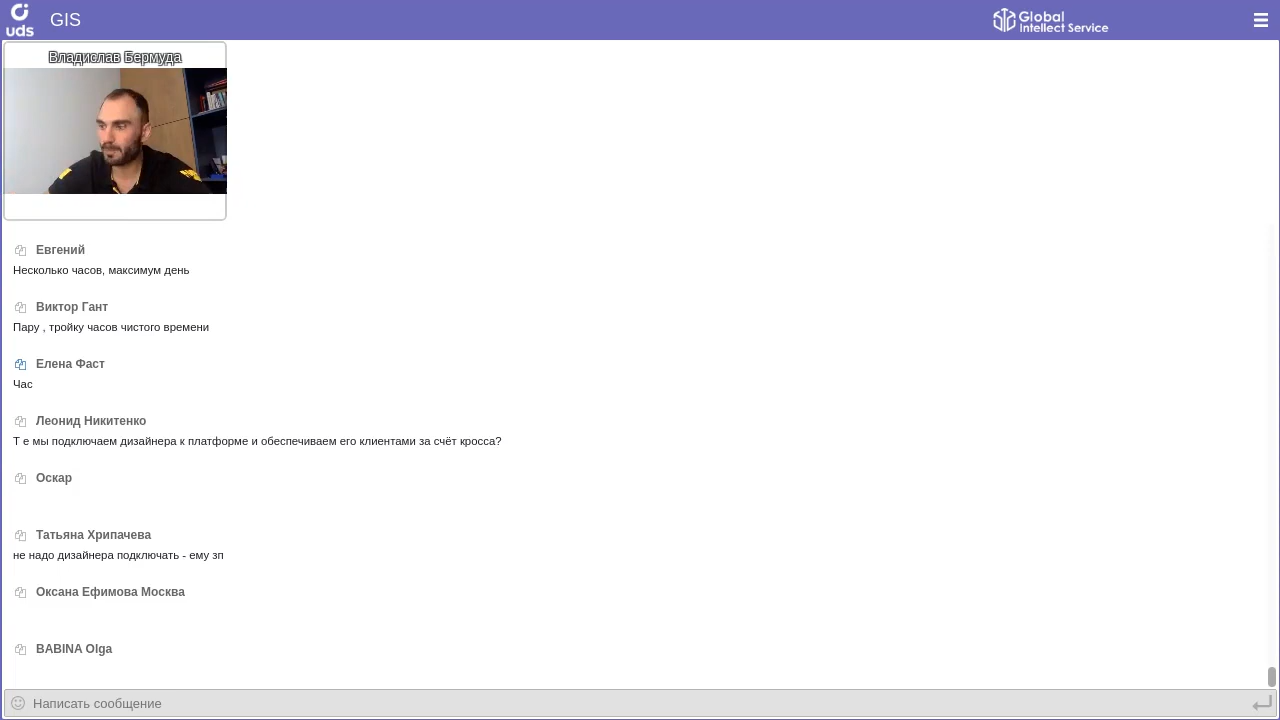 uds
GIS
Global
Intellect Service
Владислав Бермуда
Евгений
Несколько часов, максимум день
Виктор Гант
Пару , тройку часов чистого времени
Елена Фаст
Час
Леонид Никитенко
Т е мы подключаем дизайнера к платформе и обеспечиваем его клиентами за счёт кросса?
Оскар
Татьяна Хрипачева
не надо дизайнера подключать - ему зп
Оксана Ефимова Москва
BABINA Olga
Написать сообщение